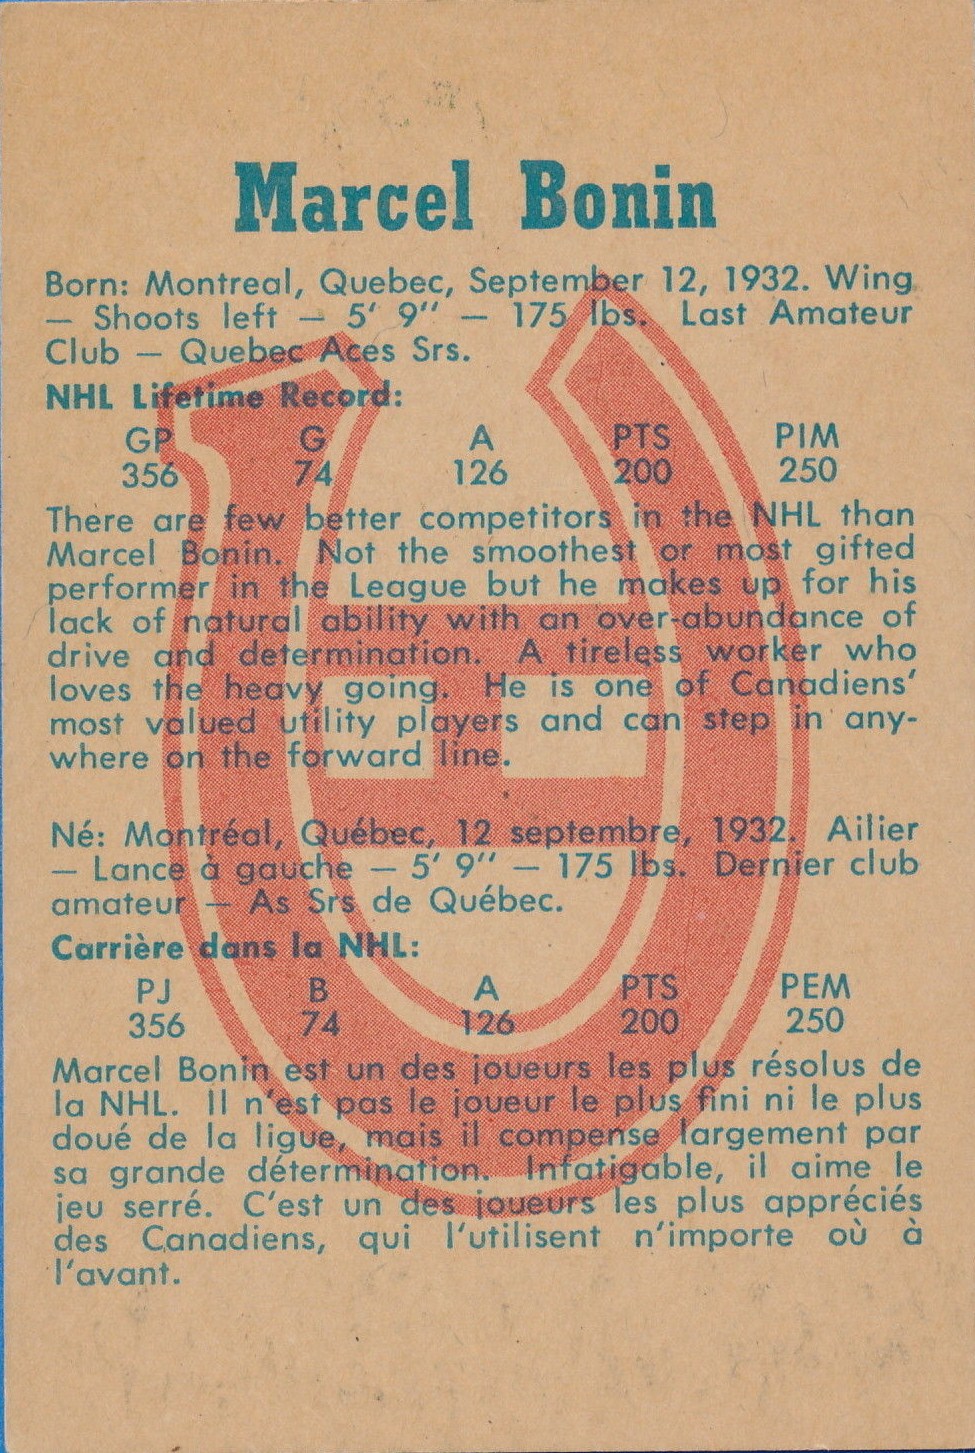 Marcel Bonin
Born: Montreal, Quebec, September 12, 1932. Wing
— Shoots left — 5' 9" — 175 lbs. Last Amateur
Club — Quebec Aces Srs.
NHL Lifetime Record:
GP G A PTS PIM
356 74 126 200 250
There are few better competitors in the NHL than
Marcel Bonin. Not the smoothest or most gifted
performer in the League but he makes up for his
lack of natural ability with an over-abundance of
drive and determination. A tireless worker who
loves the heavy going. He is one of Canadiens'
most valued utility players and can step in any-
where on the forward line.
Né: Montréal, Québec, 12 septembre, 1932. Ailier
— Lance à gauche — 5' 9" — 175 lbs. Dernier club
amateur — As Srs de Québec.
Carrière dans la NHL:
PJ B A PTS PEM
356 74 126 200 250
Marcel Bonin est un des joueurs les plus résolus de
la NHL. Il n'est pas le joueur le plus fini ni le plus
doué de la ligue, mais il compense largement par
sa grande détermination. Infatigable, il aime le
jeu serré. C'est un des joueurs les plus appréciés
des Canadiens, qui l'utilisent n'importe où à
l'avant.